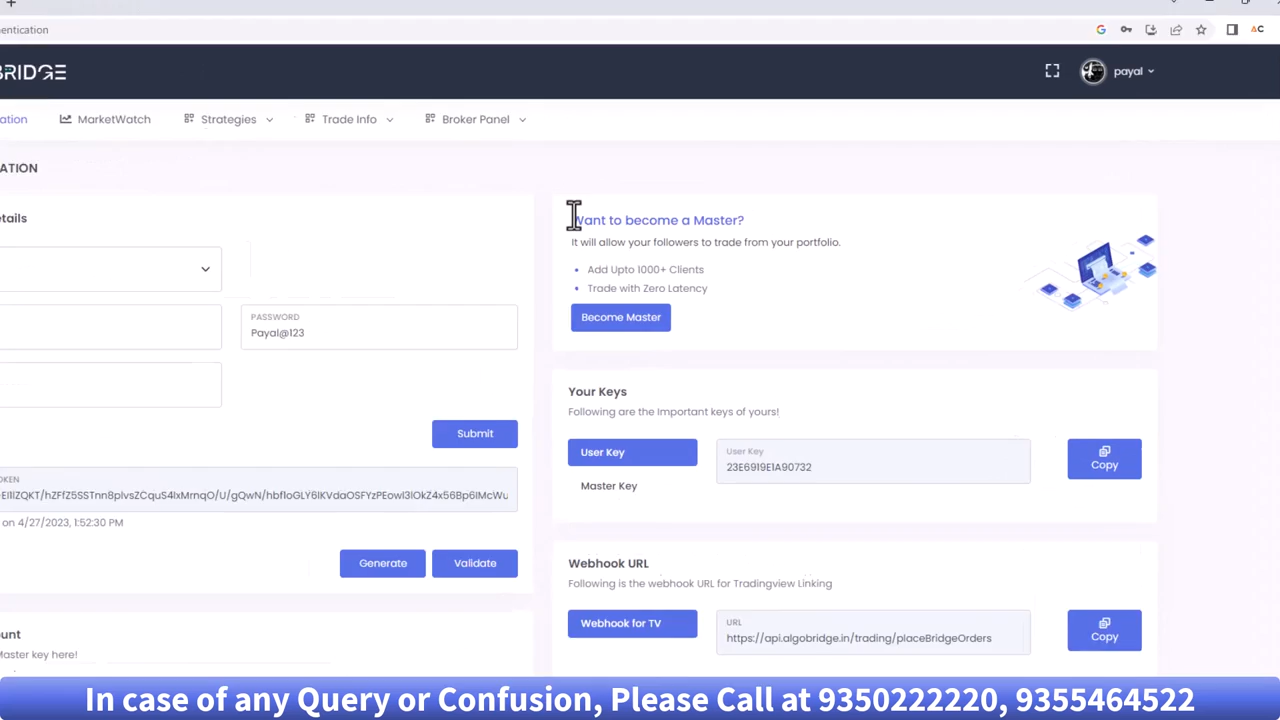 entication
BRIDGE
payal
ation MarketWatch Strategies Trade Info Broker Panel
ATION
etails
Want to become a Master?
It will allow your followers to trade from your portfolio.
Add Upto 1000+ Clients
Trade with Zero Latency
Become Master
PASSWORD
Payal@123
Submit
Your Keys
Following are the Important keys of yours!
User Key
User Key
23E6919E1A90732
Copy
Master Key
OKEN
on 4/27/2023, 1:52:30 PM
Generate Validate
Webhook URL
Following is the webhook URL for Tradingview Linking
Webhook for TV
URL
https://api.algobridge.in/trading/placeBridgeOrders
Copy
ount
Master key here!
In case of any Query or Confusion, Please Call at 9350222220, 9355464522